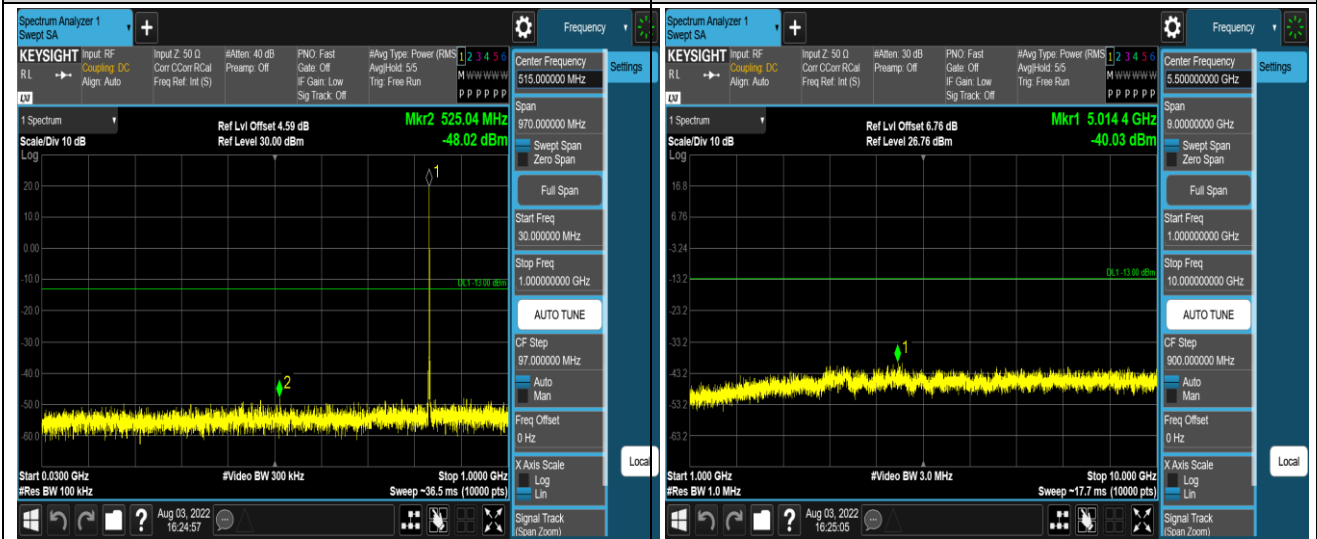 Spectrum Analyzer 1
Swept SA
Frequency
KEYSIGHT
Input: RF
Coupling: DC
Align: Auto
Input Z: 50 Ω
Corr CCorr RCal
Freq Ref: Int (S)
#Atten: 40 dB
Preamp: Off
PNO: Fast
Gate: Off
IF Gain: Low
Sig Track: Off
#Avg Type: Power (RMS
Avg|Hold: 5/5
Trig: Free Run
1 2 3 4 5 6
M W W W W W
P P P P P P
R L
LXI
Center Frequency
515.000000 MHz
Settings
1 Spectrum
Scale/Div 10 dB
Log
Ref Lvl Offset 4.59 dB
Ref Level 30.00 dBm
Mkr2 525.04 MHz
-48.02 dBm
Span
970.000000 MHz
Swept Span
Zero Span
Full Span
Start Freq
30.000000 MHz
Stop Freq
1.000000000 GHz
AUTO TUNE
CF Step
97.000000 MHz
Auto
Man
Freq Offset
0 Hz
X Axis Scale
Log
Lin
Signal Track
(Span Zoom)
Local
1
20.0
10.0
0.00
-10.0
DL1 -13.00 dBm
-20.0
-30.0
-40.0
2
-50.0
-60.0
Start 0.0300 GHz
#Res BW 100 kHz
#Video BW 300 kHz
Stop 1.0000 GHz
Sweep ~36.5 ms (10000 pts)
Aug 03, 2022
16:24:57
Spectrum Analyzer 1
Swept SA
Frequency
KEYSIGHT
Input: RF
Coupling: DC
Align: Auto
Input Z: 50 Ω
Corr CCorr RCal
Freq Ref: Int (S)
#Atten: 30 dB
Preamp: Off
PNO: Fast
Gate: Off
IF Gain: Low
Sig Track: Off
#Avg Type: Power (RMS
Avg|Hold: 5/5
Trig: Free Run
1 2 3 4 5 6
M W W W W W
P P P P P P
R L
LXI
Center Frequency
5.500000000 GHz
Settings
1 Spectrum
Scale/Div 10 dB
Log
Ref Lvl Offset 6.76 dB
Ref Level 26.76 dBm
Mkr1 5.014 4 GHz
-40.03 dBm
Span
9.00000000 GHz
Swept Span
Zero Span
Full Span
Start Freq
1.000000000 GHz
Stop Freq
10.000000000 GHz
AUTO TUNE
CF Step
900.000000 MHz
Auto
Man
Freq Offset
0 Hz
X Axis Scale
Log
Lin
Signal Track
(Span Zoom)
Local
16.8
6.76
-3.24
-13.2
DL1 -13.00 dBm
-23.2
-33.2
1
-43.2
-53.2
-63.2
Start 1.000 GHz
#Res BW 1.0 MHz
#Video BW 3.0 MHz
Stop 10.000 GHz
Sweep ~17.7 ms (10000 pts)
Aug 03, 2022
16:25:05